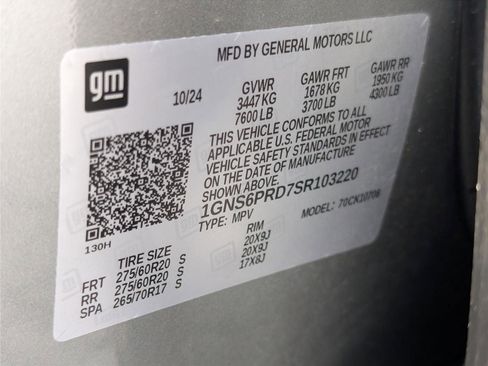 MFD BY GENERAL MOTORS LLC
gm
10/24
GVWR GAWR FRT GAWR RR
3447 KG 1678 KG 1950 KG
7600 LB 3700 LB 4300 LB
THIS VEHICLE CONFORMS TO ALL
APPLICABLE U.S. FEDERAL MOTOR
VEHICLE SAFETY STANDARDS IN EFFECT
ON THE DATE OF MANUFACTURE
SHOWN ABOVE.
1GNS6PRD7SR103220
TYPE: MPV MODEL: 70CK10706
130H
TIRE SIZE RIM
FRT 275/60R20 S 20X9J
RR 275/60R20 S 20X9J
SPA 265/70R17 S 17X8J